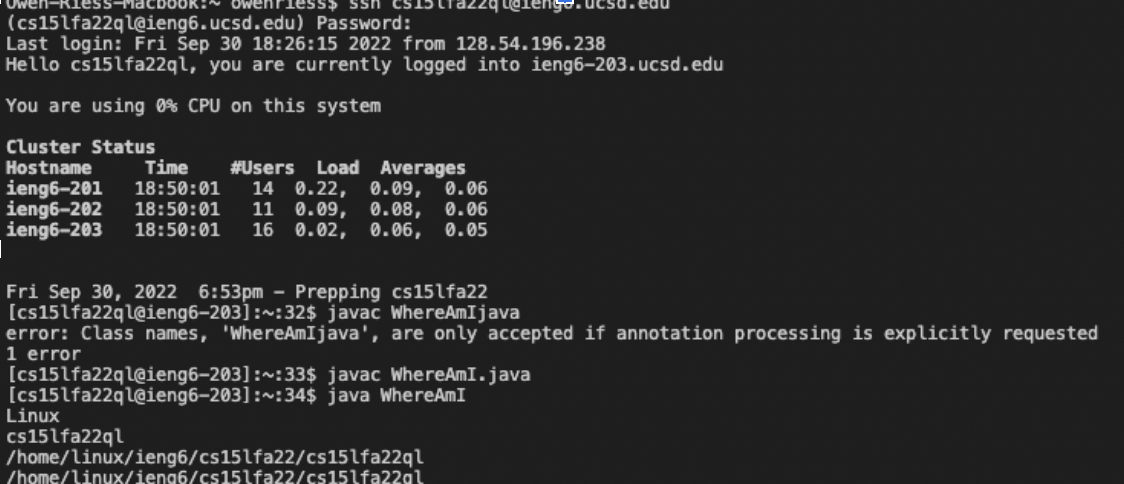 Owen-Riess-Macbook:~ owenriess$ ssh cs15lfa22ql@ieng6.ucsd.edu
(cs15lfa22ql@ieng6.ucsd.edu) Password:
Last login: Fri Sep 30 18:26:15 2022 from 128.54.196.238
Hello cs15lfa22ql, you are currently logged into ieng6-203.ucsd.edu
You are using 0% CPU on this system
Cluster Status
Hostname     Time    #Users  Load  Averages
ieng6-201   18:50:01   14  0.22,  0.09,  0.06
ieng6-202   18:50:01   11  0.09,  0.08,  0.06
ieng6-203   18:50:01   16  0.02,  0.06,  0.05
Fri Sep 30, 2022  6:53pm - Prepping cs15lfa22
[cs15lfa22ql@ieng6-203]:~:32$ javac WhereAmIjava
error: Class names, 'WhereAmIjava', are only accepted if annotation processing is explicitly requested
1 error
[cs15lfa22ql@ieng6-203]:~:33$ javac WhereAmI.java
[cs15lfa22ql@ieng6-203]:~:34$ java WhereAmI
Linux
cs15lfa22ql
/home/linux/ieng6/cs15lfa22/cs15lfa22ql
/home/linux/ieng6/cs15lfa22/cs15lfa22ql